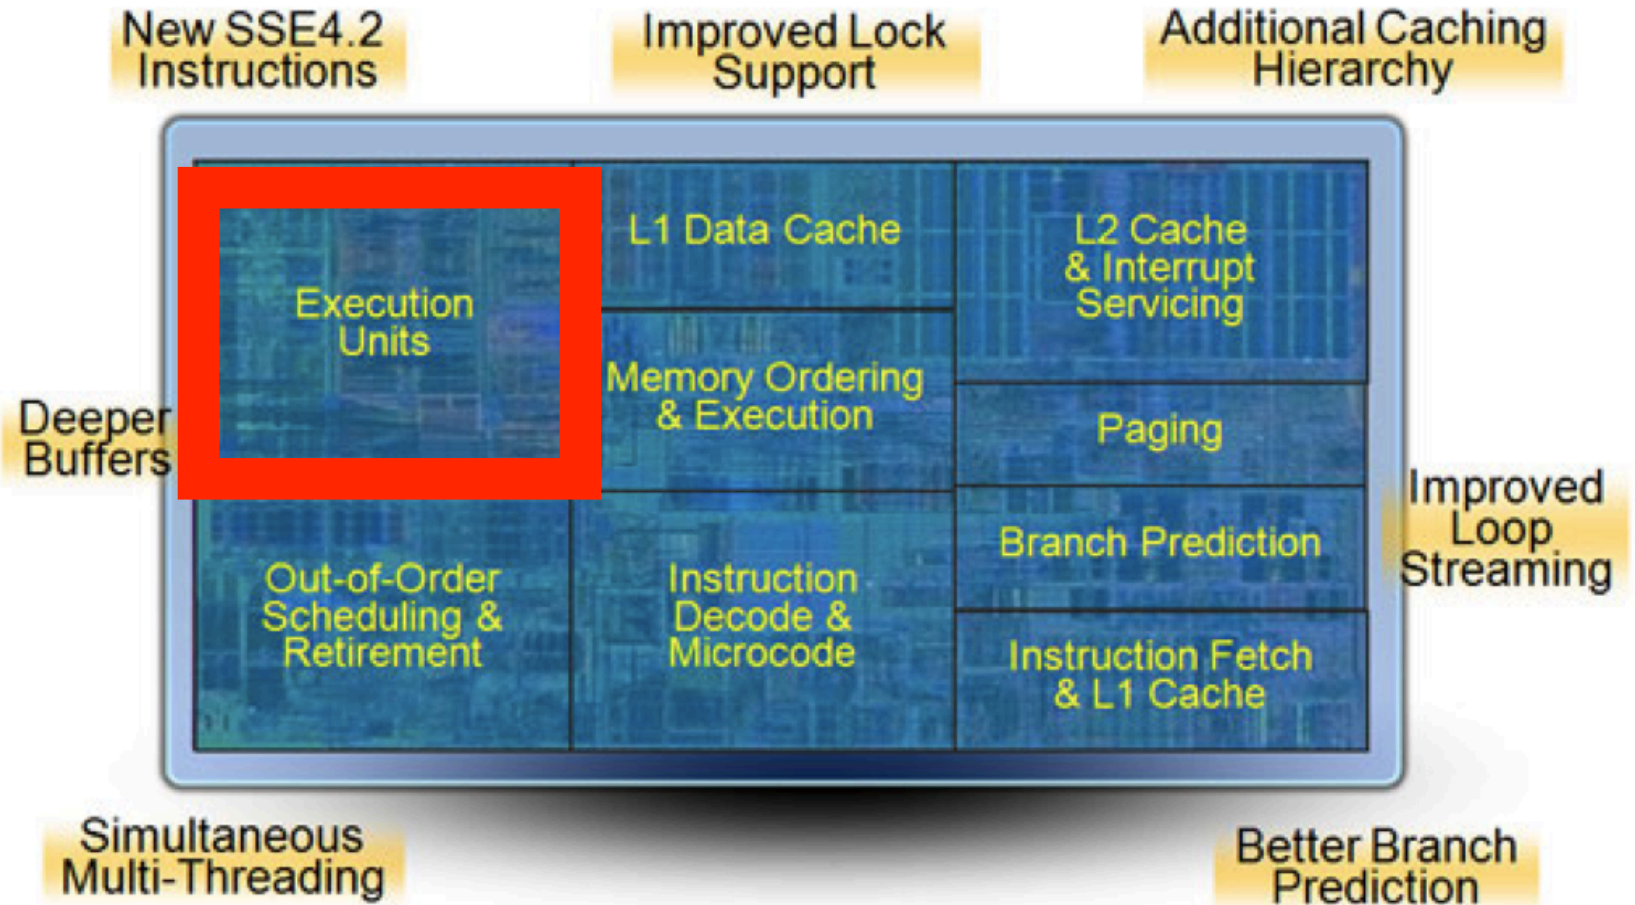 New SSE4.2
Instructions
Improved Lock
Support
Additional Caching
Hierarchy
Execution
Units
L1 Data Cache
L2 Cache
& Interrupt
Servicing
Memory Ordering
& Execution
Paging
Deeper
Buffers
Improved
Loop
Streaming
Out-of-Order
Scheduling &
Retirement
Instruction
Decode &
Microcode
Branch Prediction
Instruction Fetch
& L1 Cache
Simultaneous
Multi-Threading
Better Branch
Prediction